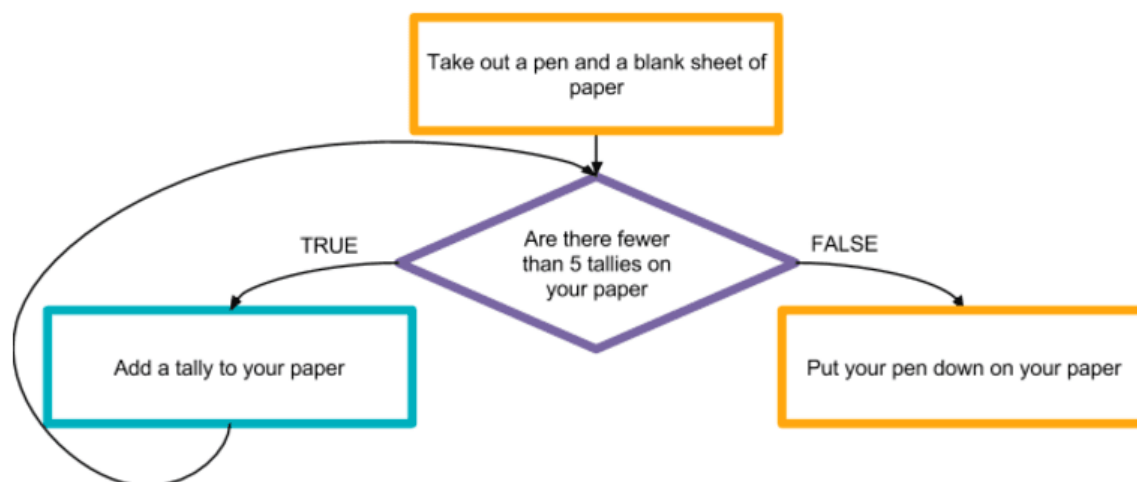 Take out a pen and a blank sheet of
paper
TRUE
Are there fewer
than 5 tallies on
your paper
FALSE
Add a tally to your paper
Put your pen down on your paper